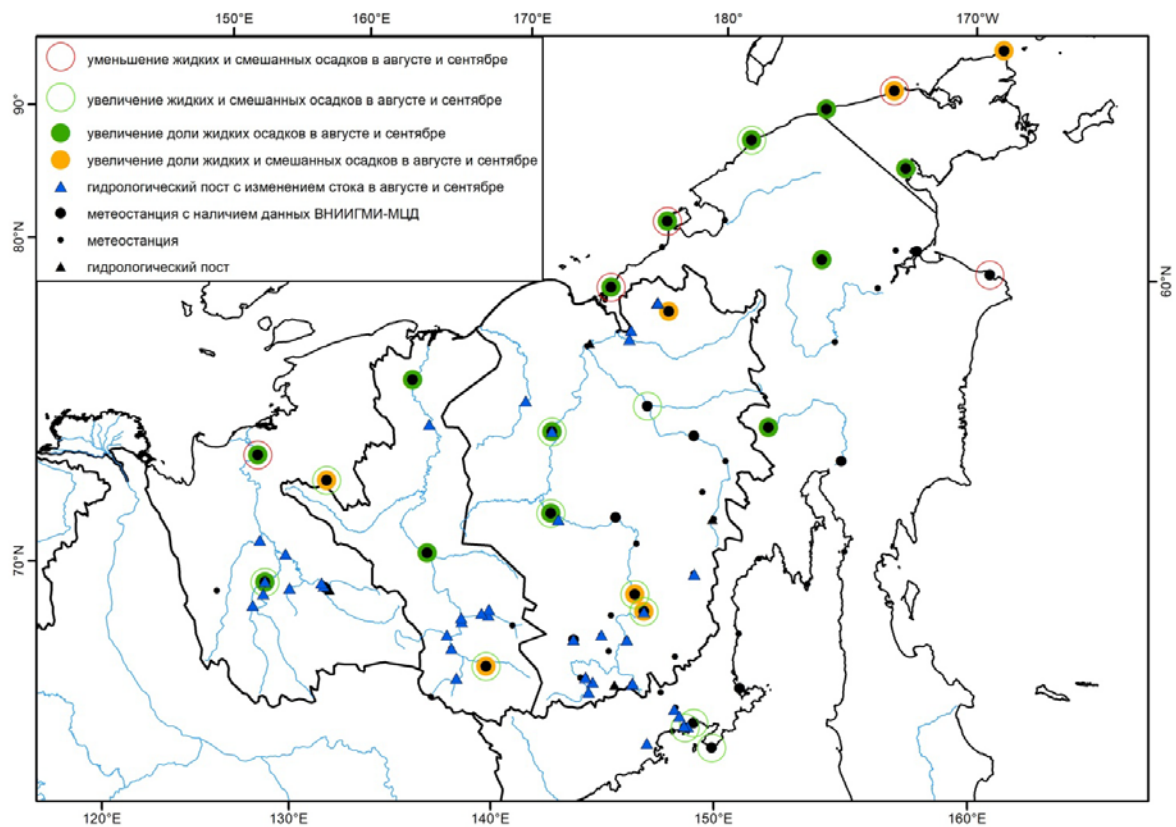 150°E 160°E 170°E 180° 170°W
уменьшение жидких и смешанных осадков в августе и сентябре
увеличение жидких и смешанных осадков в августе и сентябре
увеличение доли жидких осадков в августе и сентябре
увеличение доли жидких и смешанных осадков в августе и сентябре
гидрологический пост с изменением стока в августе и сентябре
метеостанция с наличием данных ВНИИГМИ-МЦД
метеостанция
гидрологический пост
90°
80°N
70°N
60°N
120°E 130°E 140°E 150°E 160°E